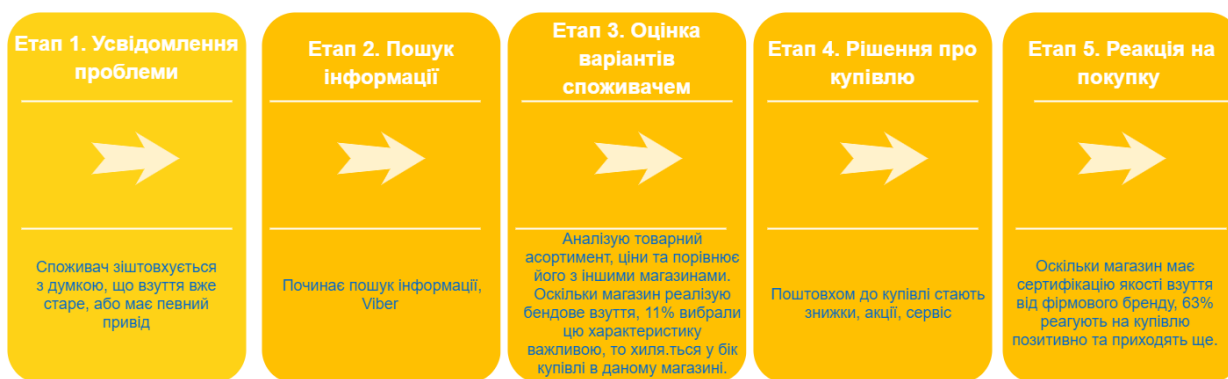 Етап 1. Усвідомлення
проблеми
Споживач зіштовхується
з думкою, що взуття вже
старе, або має певний
привід
Етап 2. Пошук
інформації
Починає пошук інформації,
Viber
Етап 3. Оцінка
варіантів
споживачем
Аналізую товарний
асортимент, ціни та порівнює
його з іншими магазинами.
Оскільки магазин реалізую
бендове взуття, 11% вибрали
цю характеристику
важливою, то хиля.ться у бік
купівлі в даному магазині.
Етап 4. Рішення про
купівлю
Поштовхом до купівлі стають
знижки, акції, сервіс
Етап 5. Реакція на
покупку
Оскільки магазин має
сертифікацію якості взуття
від фірмового бренду, 63%
реагують на купівлю
позитивно та приходять ще.